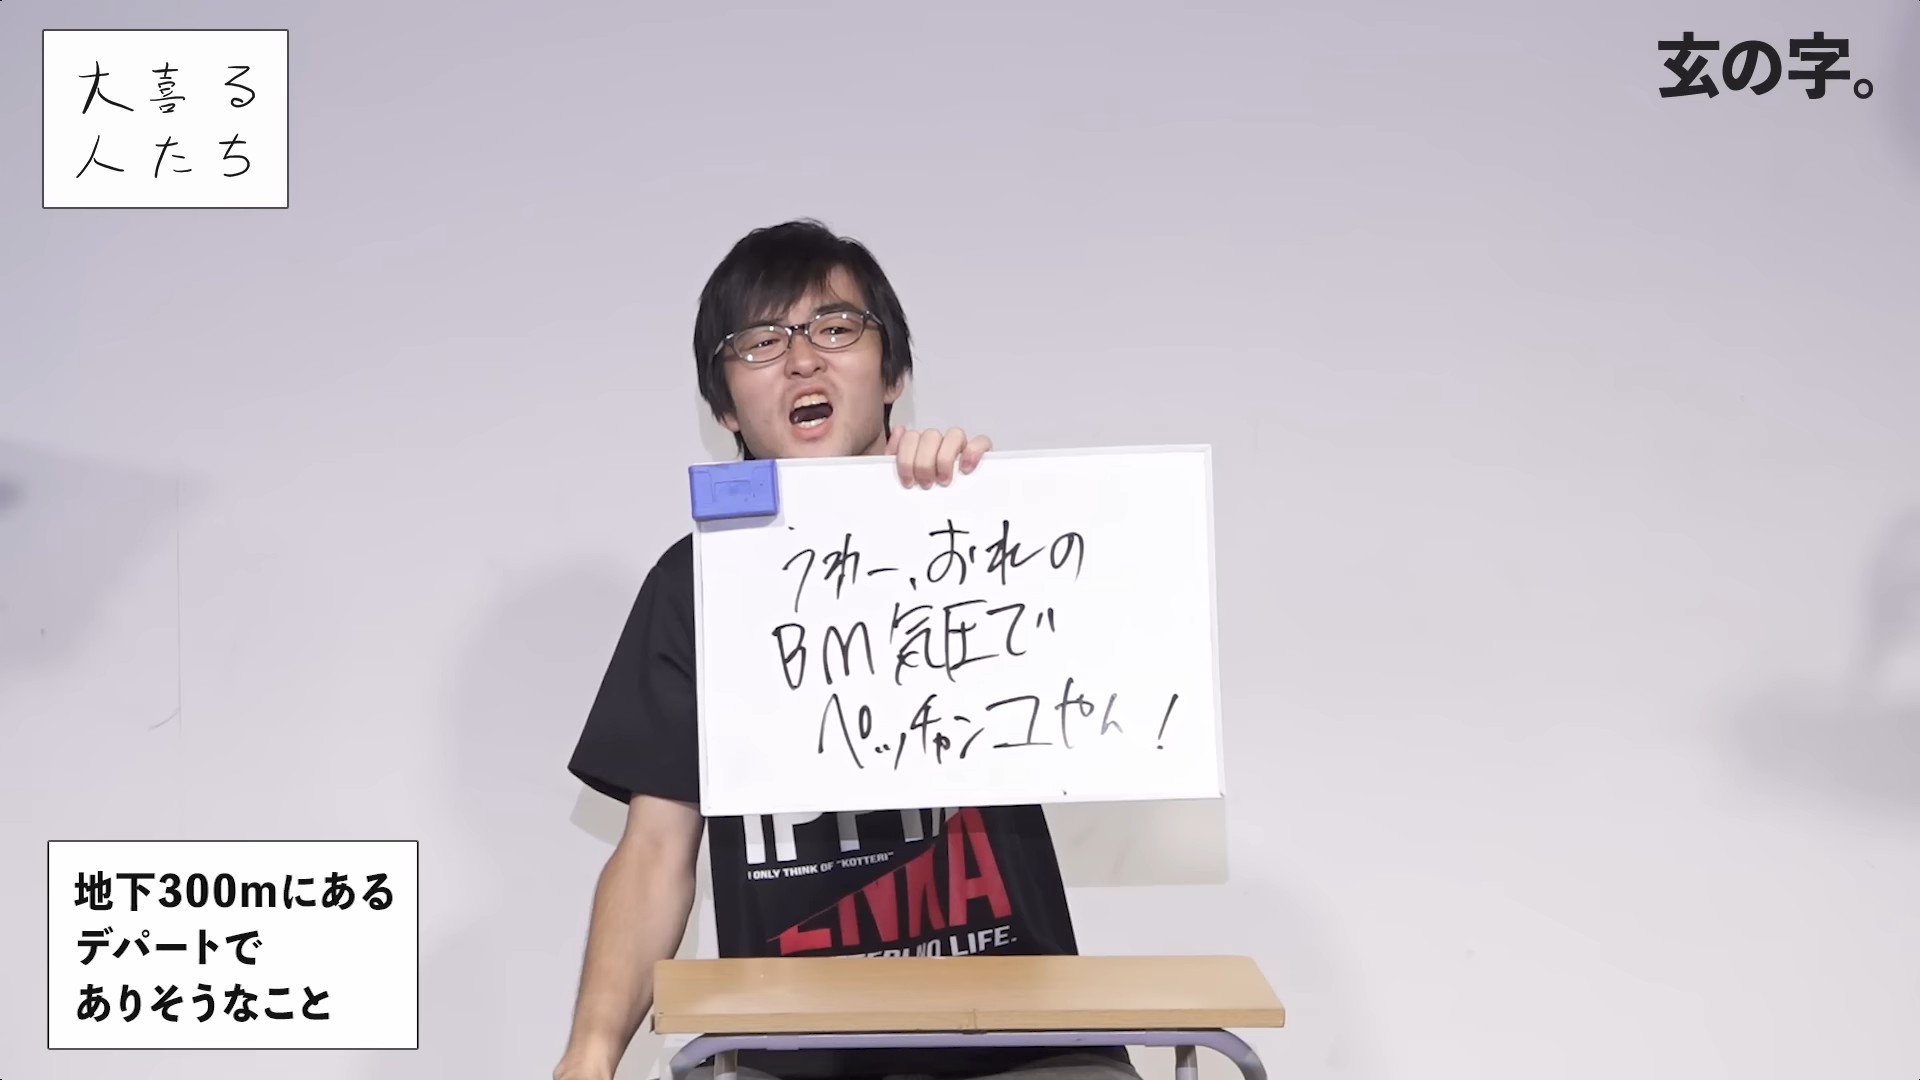 大喜る
人たち
玄の字。
うわー、おれの
BM気圧で
ペッチャンコやん!
I ONLY THINK OF "KOTTERI"
NO LIFE.
地下300mにある
デパートで
ありそうなこと